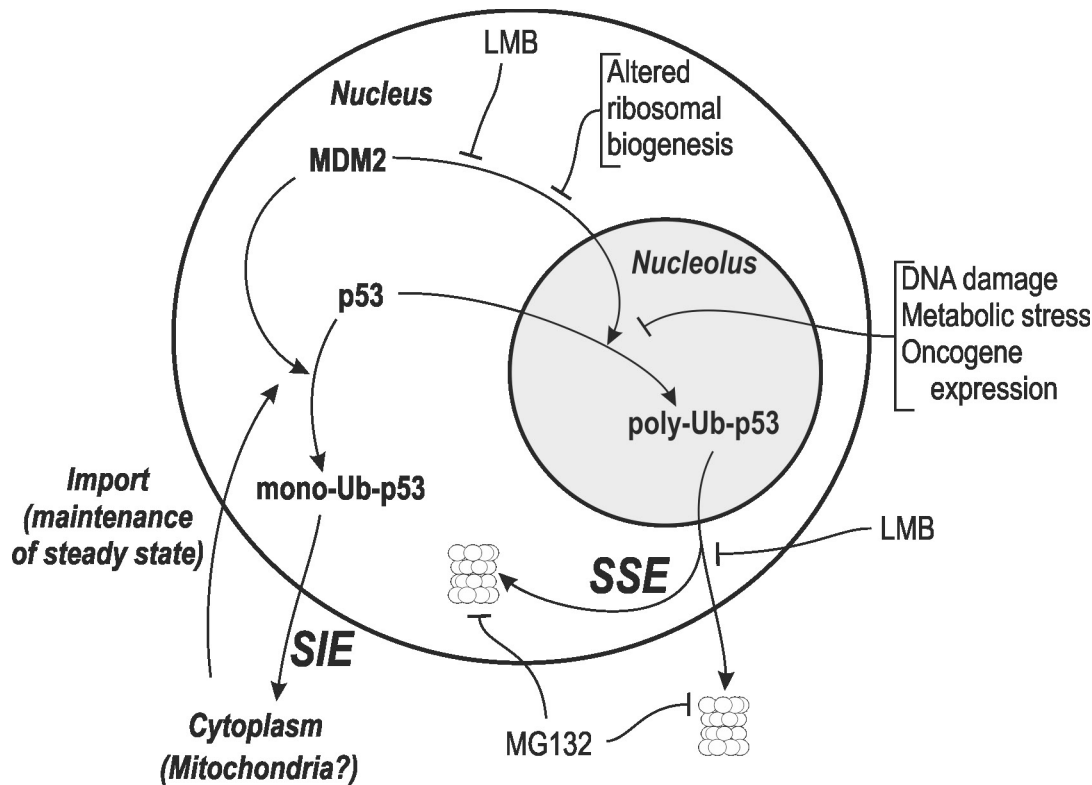 LMB
Nucleus
Altered
ribosomal
biogenesis
MDM2
Nucleolus
DNA damage
Metabolic stress
Oncogene
expression
p53
poly-Ub-p53
Import
(maintenance
of steady state)
mono-Ub-p53
LMB
SSE
SIE
Cytoplasm
(Mitochondria?)
MG132